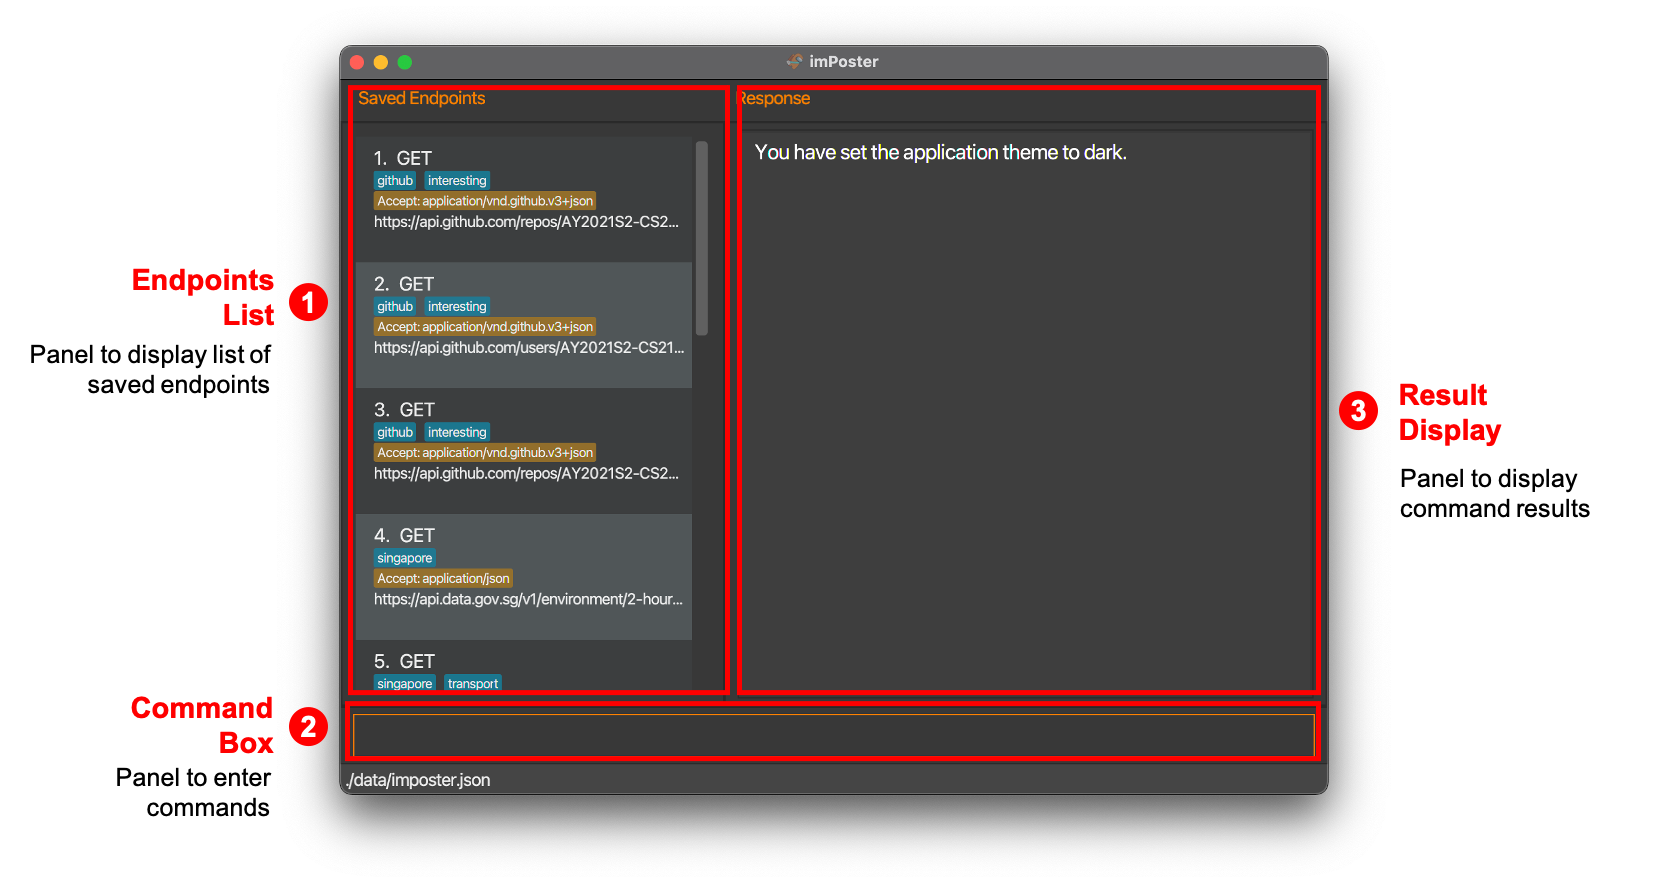 imPoster
Saved Endpoints
Response
1. GET
github interesting
Accept: application/vnd.github.v3+json
https://api.github.com/repos/AY2021S2-CS2...
2. GET
github interesting
Accept: application/vnd.github.v3+json
https://api.github.com/users/AY2021S2-CS21...
3. GET
github interesting
Accept: application/vnd.github.v3+json
https://api.github.com/repos/AY2021S2-CS2...
4. GET
singapore
Accept: application/json
https://api.data.gov.sg/v1/environment/2-hour...
5. GET
singapore transport
You have set the application theme to dark.
./data/imposter.json
Endpoints
List
1
Panel to display list of
saved endpoints
Command
Box
2
Panel to enter
commands
3
Result
Display
Panel to display
command results